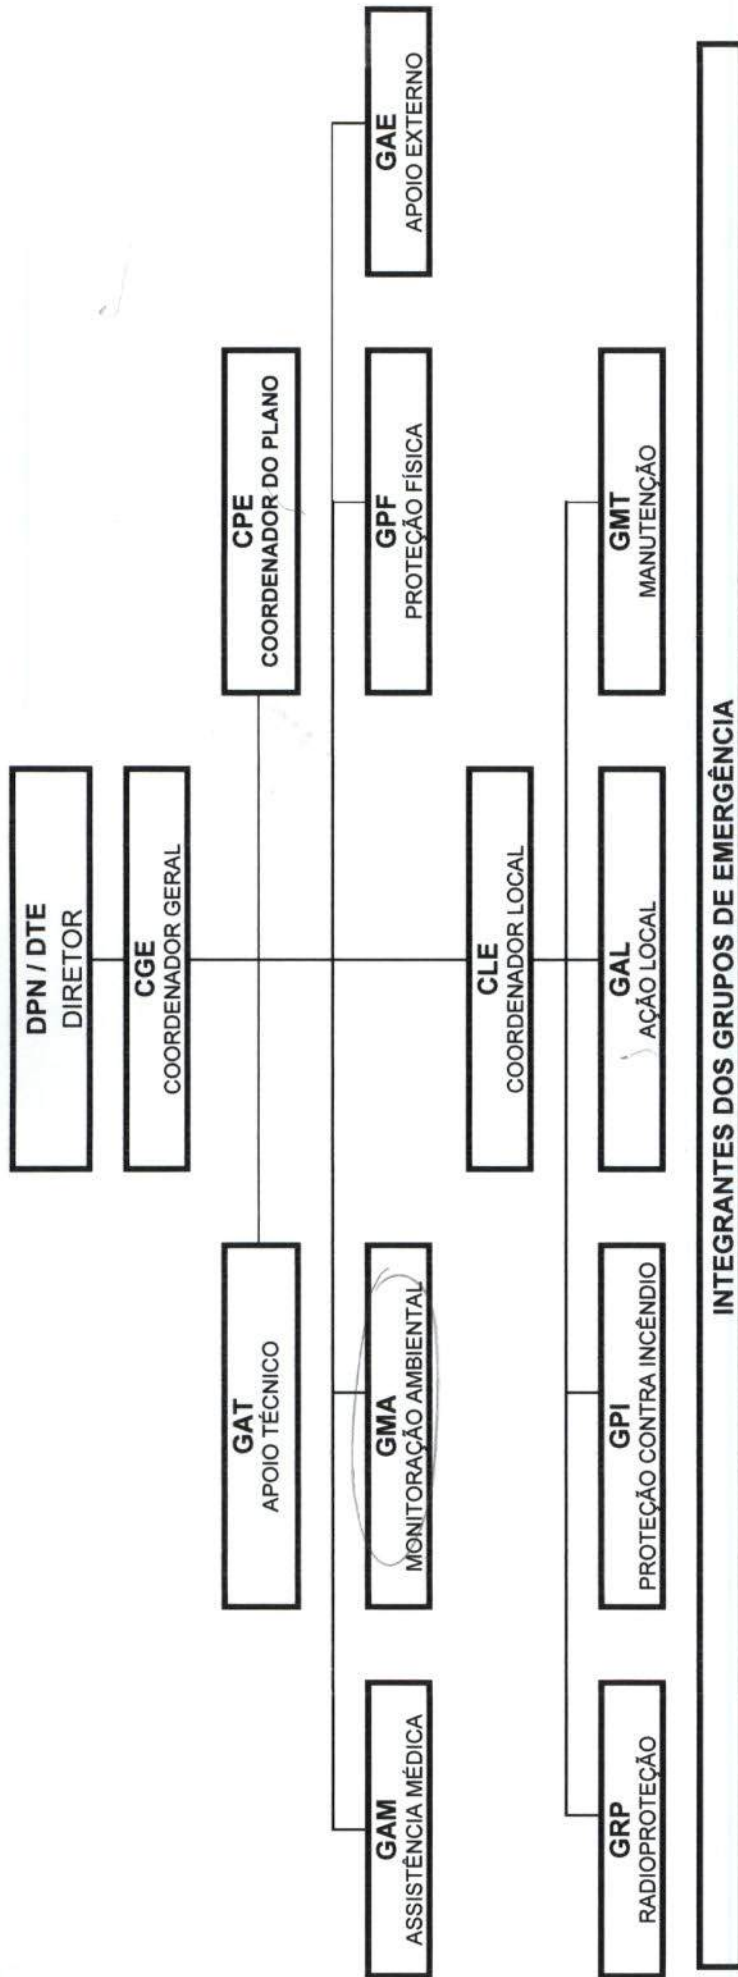 DPN / DTE
DIRETOR
CGE
COORDENADOR GERAL
GAT
APOIO TÉCNICO
CPE
COORDENADOR DO PLANO
GAM
ASSISTÊNCIA MÉDICA
GMA
MONITORAÇÃO AMBIENTAL
GPF
PROTEÇÃO FÍSICA
GAE
APOIO EXTERNO
CLE
COORDENADOR LOCAL
GRP
RADIOPROTEÇÃO
GPI
PROTEÇÃO CONTRA INCÊNDIO
GAL
AÇÃO LOCAL
GMT
MANUTENÇÃO
INTEGRANTES DOS GRUPOS DE EMERGÊNCIA